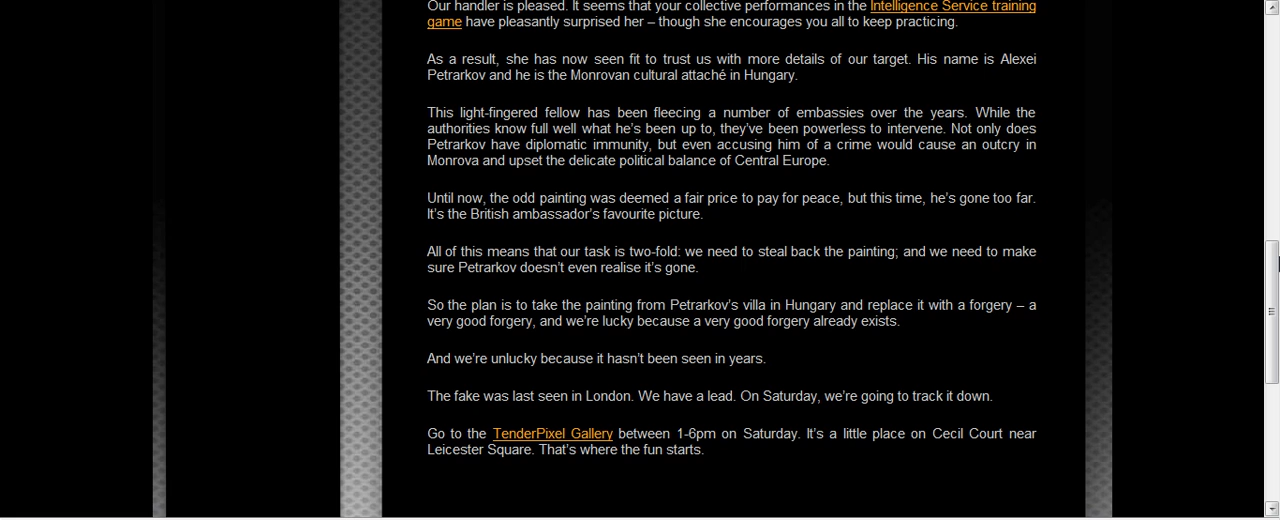 Our handler is pleased. It seems that your collective performances in the Intelligence Service training
game have pleasantly surprised her – though she encourages you all to keep practicing.
As a result, she has now seen fit to trust us with more details of our target. His name is Alexei
Petrarkov and he is the Monrovan cultural attaché in Hungary.
This light-fingered fellow has been fleecing a number of embassies over the years. While the
authorities know full well what he's been up to, they've been powerless to intervene. Not only does
Petrarkov have diplomatic immunity, but even accusing him of a crime would cause an outcry in
Monrova and upset the delicate political balance of Central Europe.
Until now, the odd painting was deemed a fair price to pay for peace, but this time, he's gone too far.
It's the British ambassador's favourite picture.
All of this means that our task is two-fold: we need to steal back the painting; and we need to make
sure Petrarkov doesn't even realise it's gone.
So the plan is to take the painting from Petrarkov's villa in Hungary and replace it with a forgery – a
very good forgery, and we're lucky because a very good forgery already exists.
And we're unlucky because it hasn't been seen in years.
The fake was last seen in London. We have a lead. On Saturday, we're going to track it down.
Go to the TenderPixel Gallery between 1-6pm on Saturday. It's a little place on Cecil Court near
Leicester Square. That's where the fun starts.